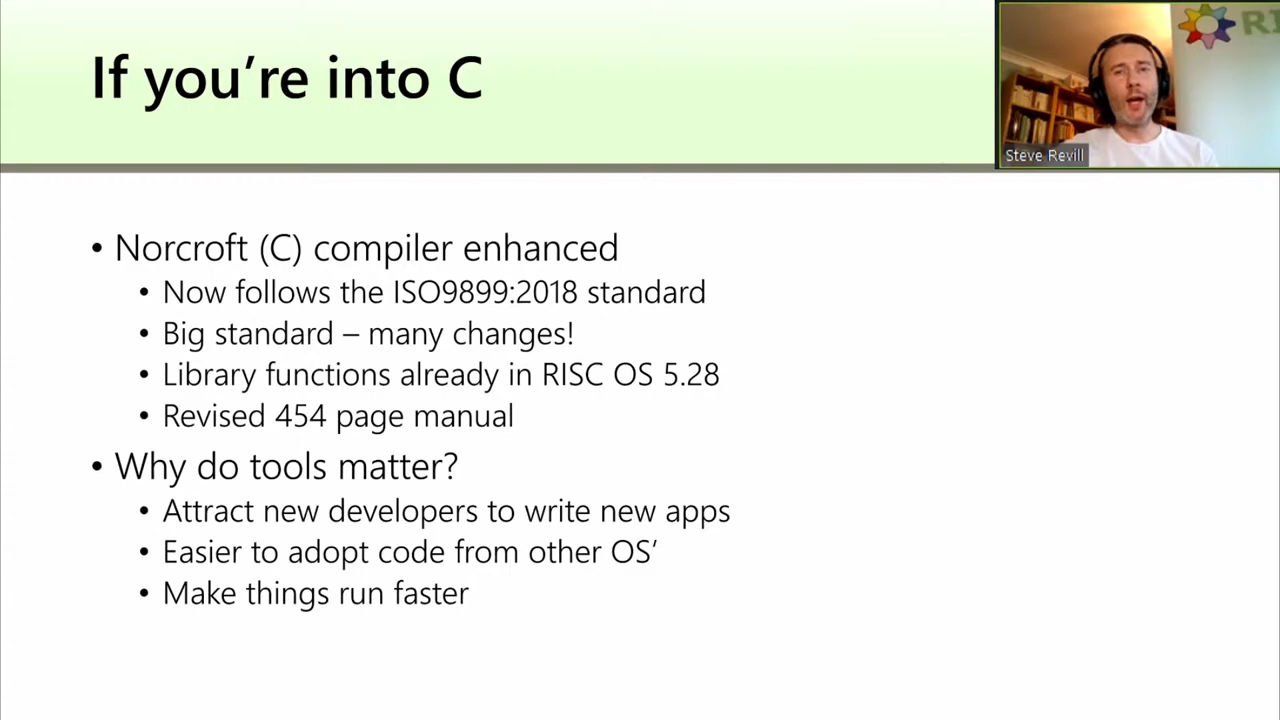 If you’re into C
RI
Steve Revill
• Norcroft (C) compiler enhanced
• Now follows the ISO9899:2018 standard
• Big standard – many changes!
• Library functions already in RISC OS 5.28
• Revised 454 page manual
• Why do tools matter?
• Attract new developers to write new apps
• Easier to adopt code from other OS’
• Make things run faster